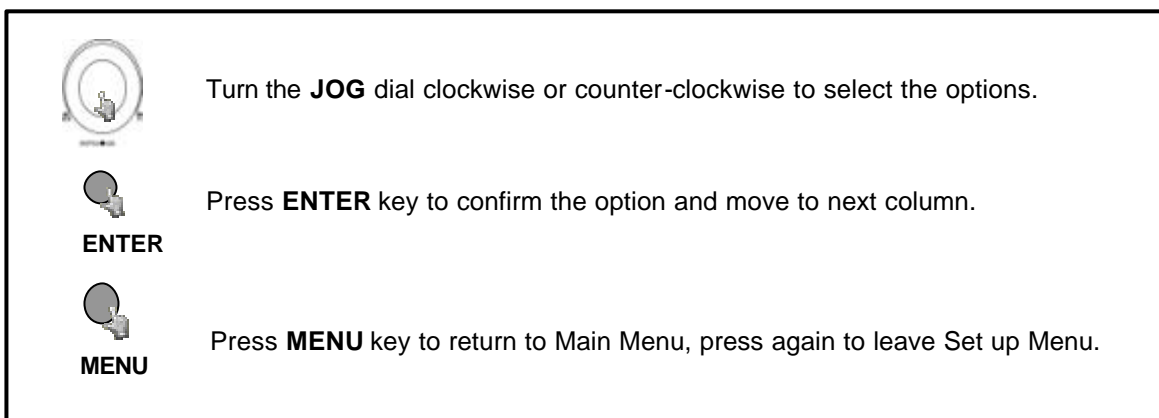 Turn the JOG dial clockwise or counter-clockwise to select the options.
Press ENTER key to confirm the option and move to next column.
ENTER
Press MENU key to return to Main Menu, press again to leave Set up Menu.
MENU